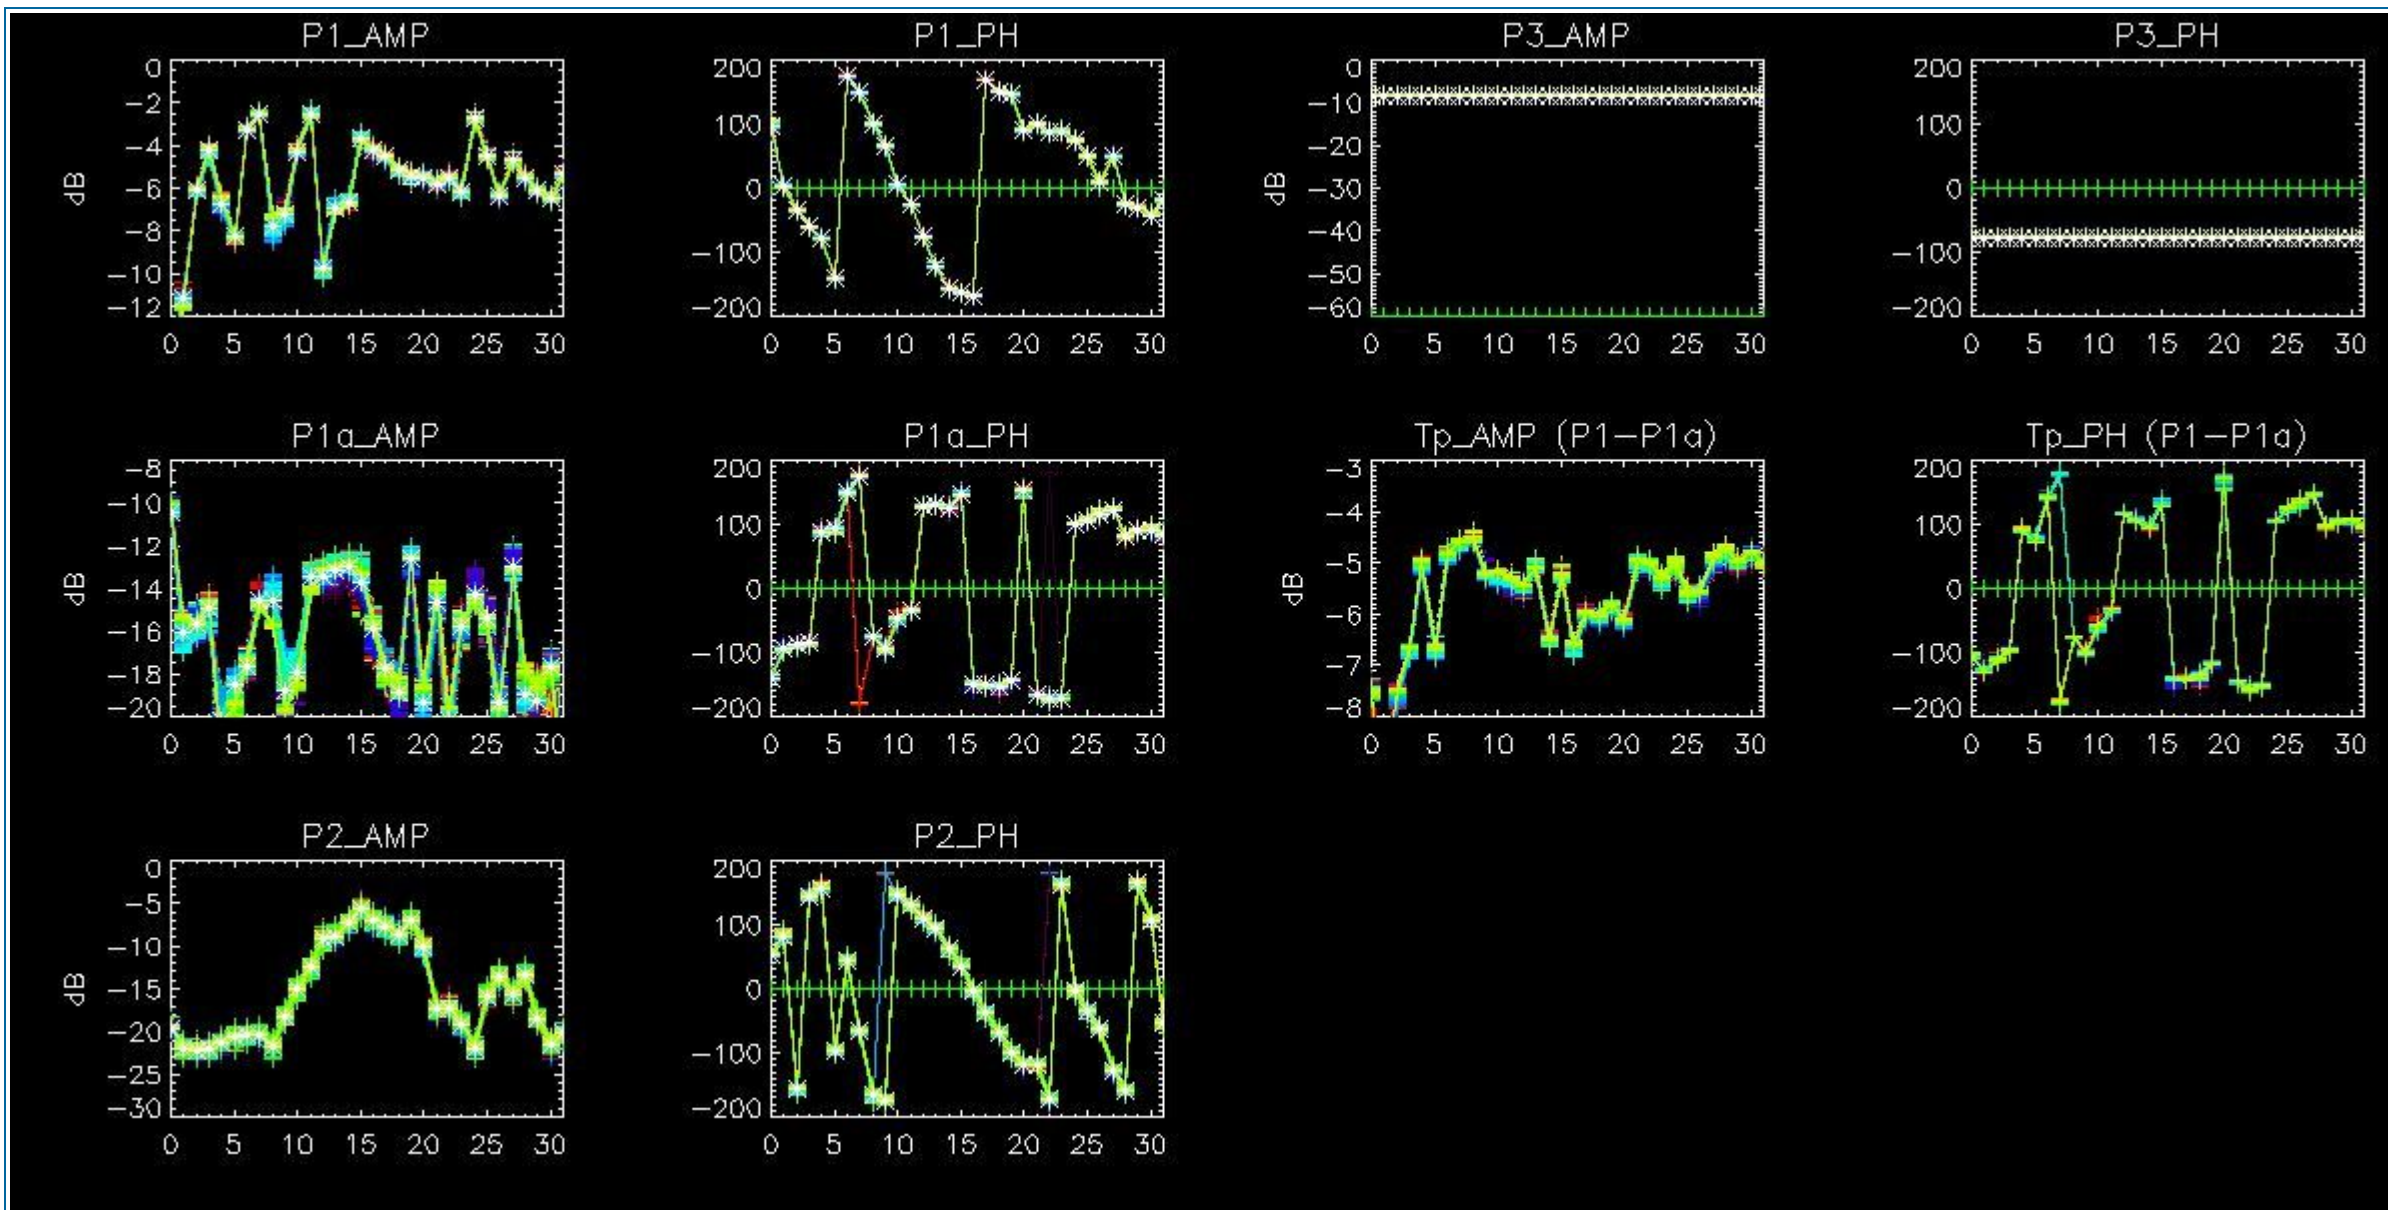 P1_AMP
P1_PH
P3_AMP
P3_PH
0
−2
−4
−6
−8
−10
−12
dB
0 5 10 15 20 25 30
200
100
0
−100
−200
0 5 10 15 20 25 30
0
−10
−20
−30
−40
−50
−60
dB
0 5 10 15 20 25 30
200
100
0
−100
−200
0 5 10 15 20 25 30
P1a_AMP
P1a_PH
Tp_AMP (P1−P1a)
Tp_PH (P1−P1a)
−8
−10
−12
−14
−16
−18
−20
dB
0 5 10 15 20 25 30
200
100
0
−100
−200
0 5 10 15 20 25 30
−3
−4
−5
−6
−7
−8
dB
0 5 10 15 20 25 30
200
100
0
−100
−200
0 5 10 15 20 25 30
P2_AMP
P2_PH
0
−5
−10
−15
−20
−25
−30
dB
0 5 10 15 20 25 30
200
100
0
−100
−200
0 5 10 15 20 25 30